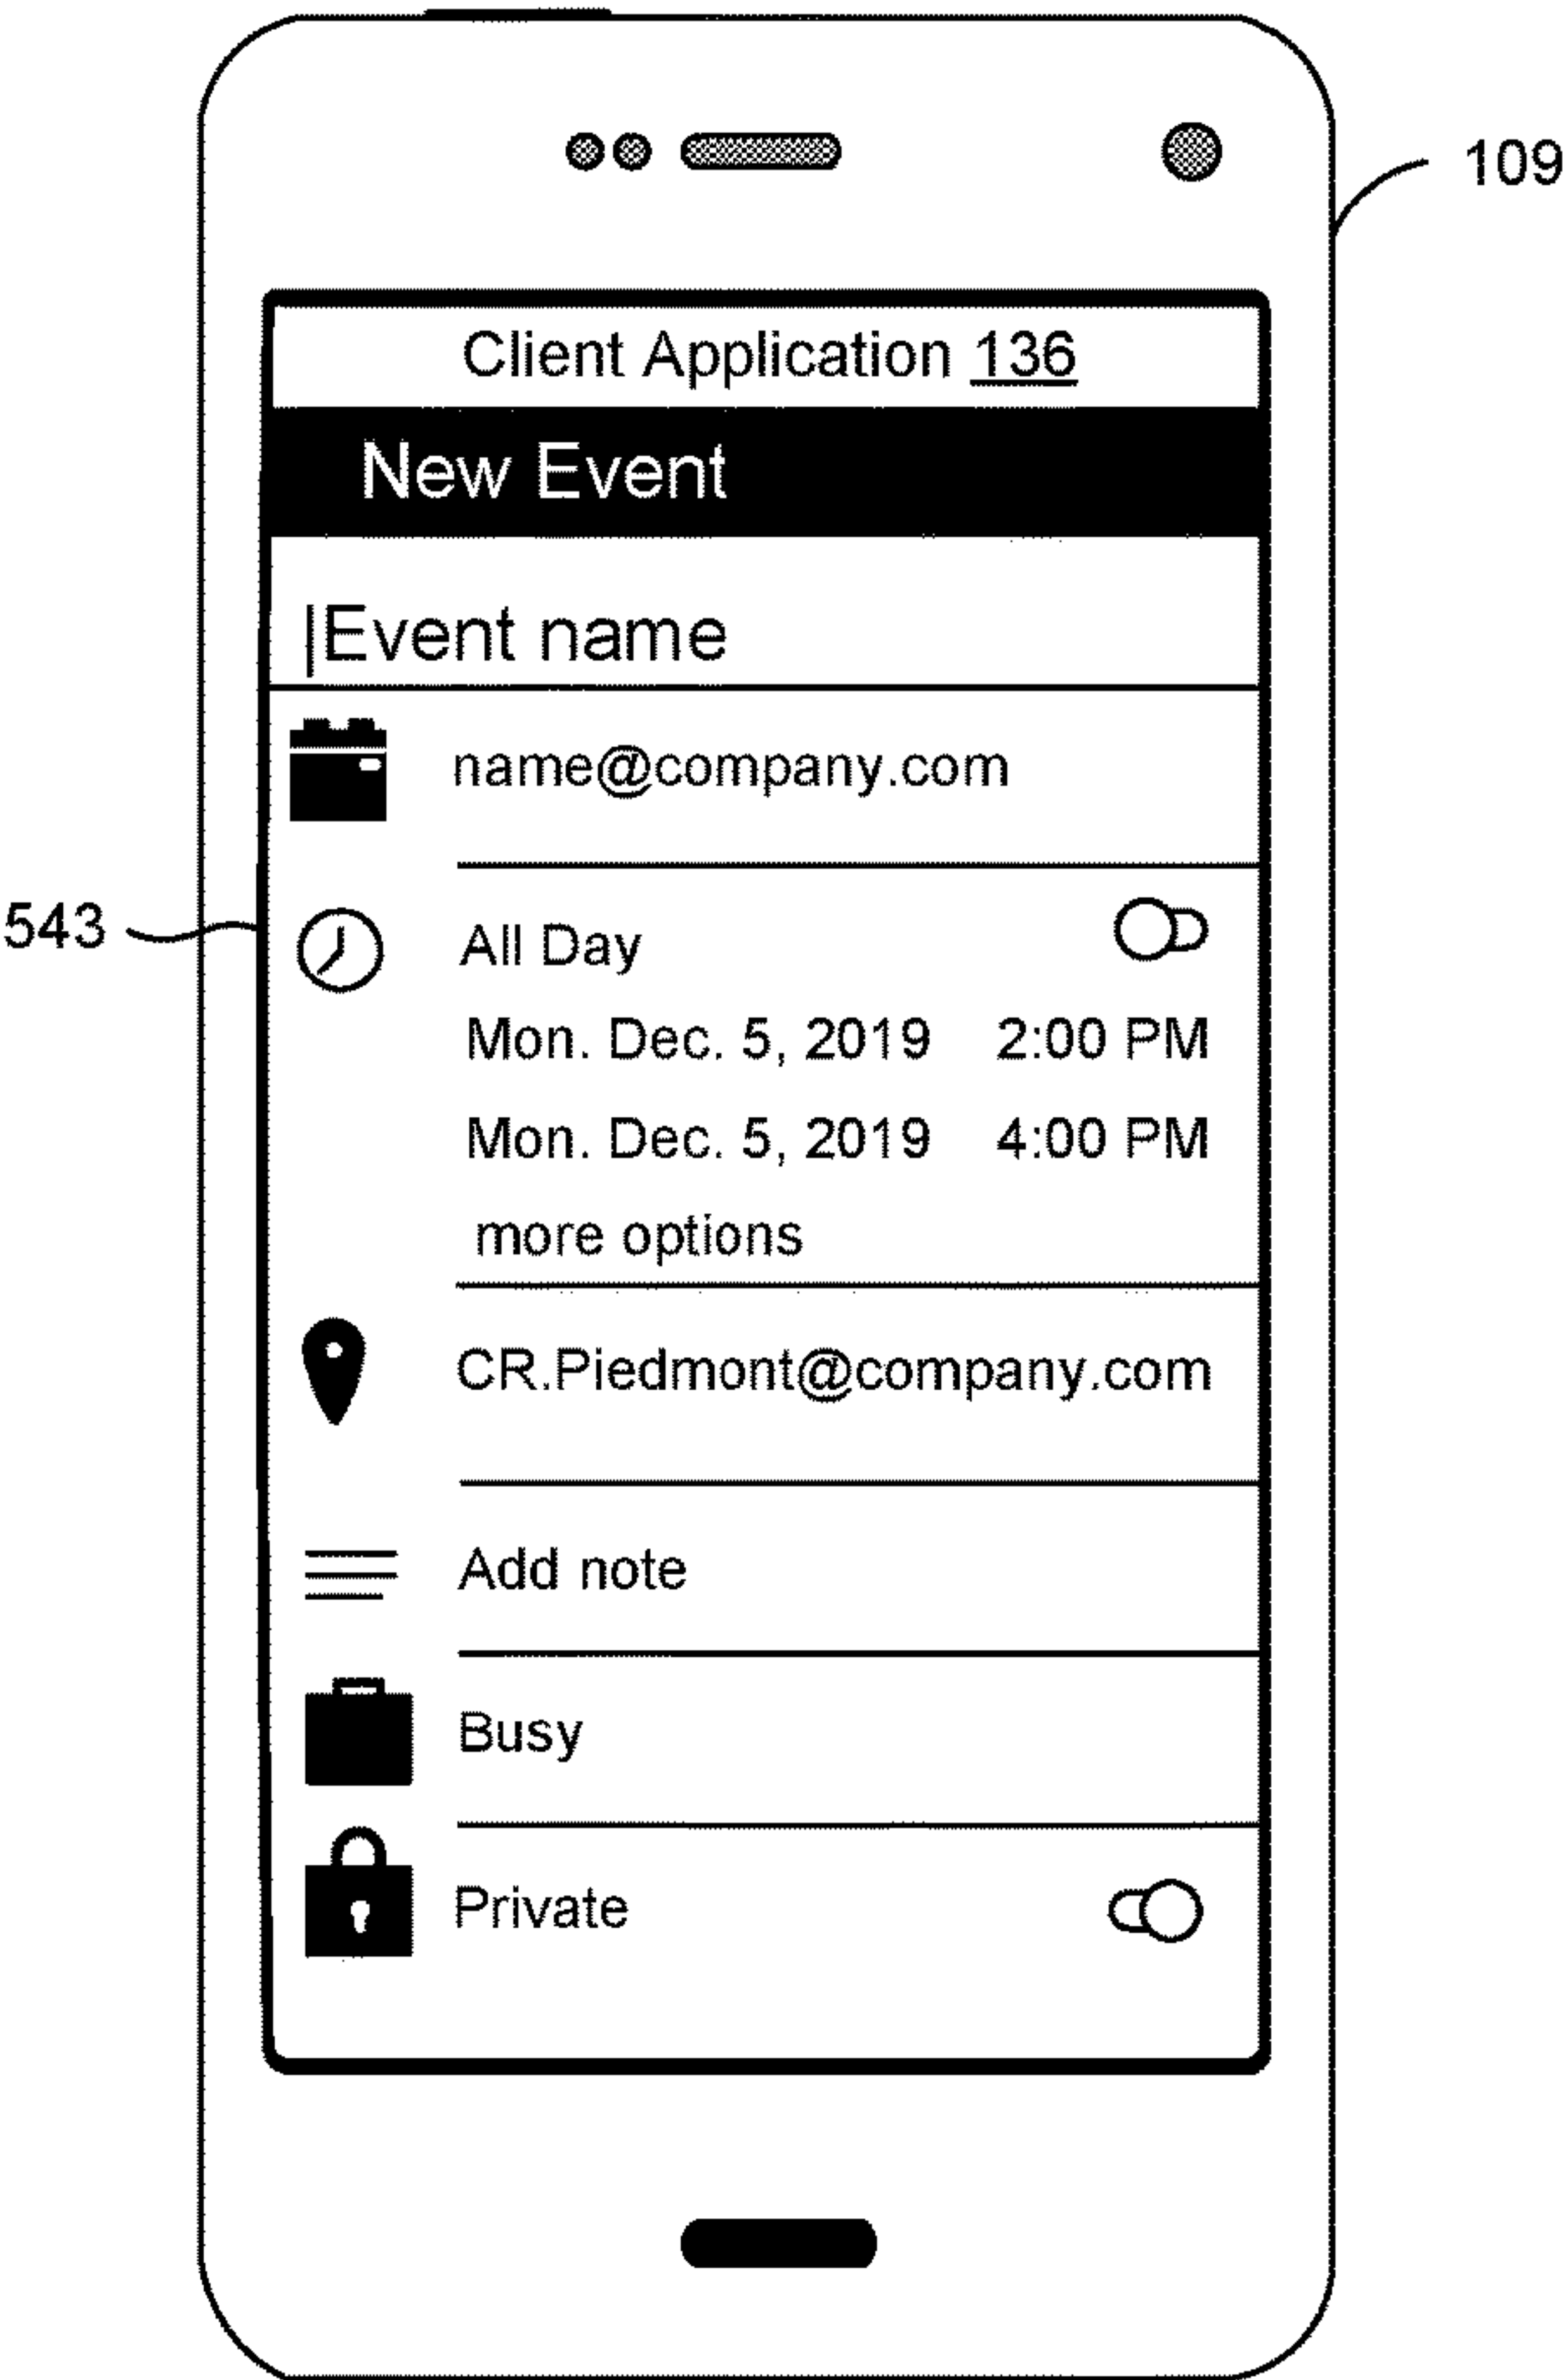 109
Client Application 136
New Event
Event name
name@company.com
543
All Day
Mon. Dec. 5, 2019 2:00 PM
Mon. Dec. 5, 2019 4:00 PM
more options
CR.Piedmont@company.com
Add note
Busy
Private